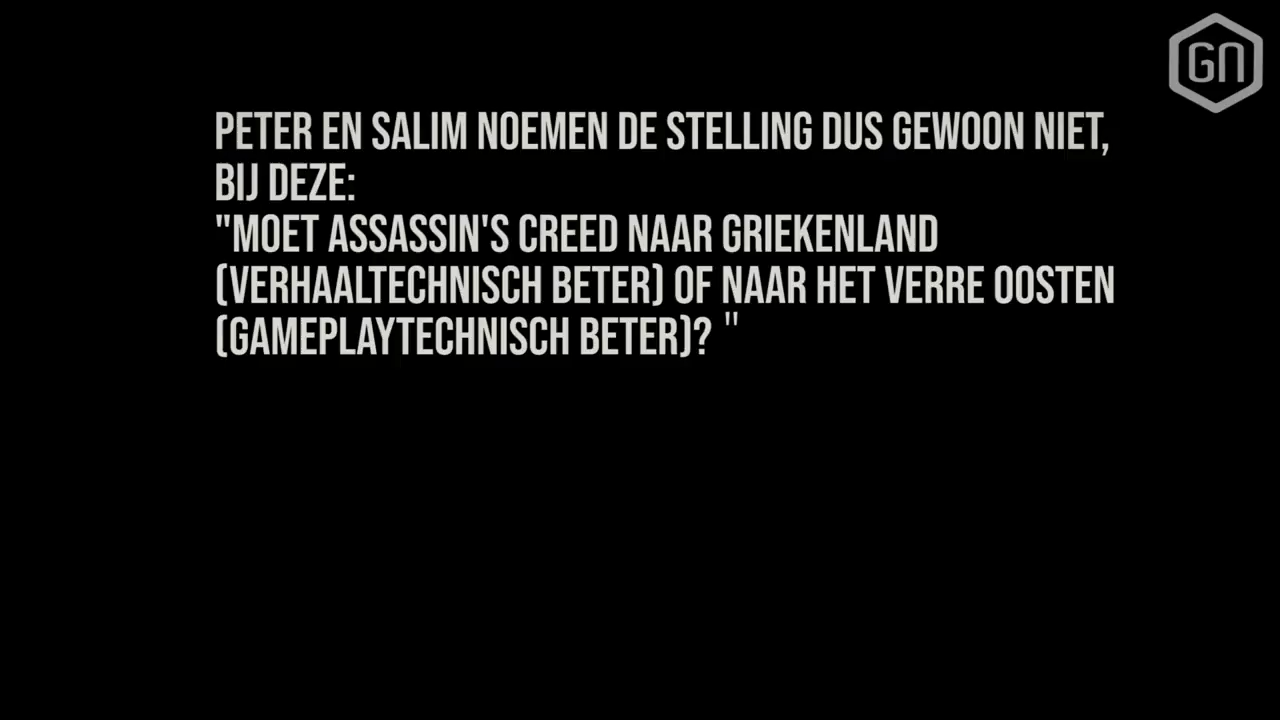 GN
PETER EN SALIM NOEMEN DE STELLING DUS GEWOON NIET,
BIJ DEZE:
"MOET ASSASSIN'S CREED NAAR GRIEKENLAND
(VERHAALTECHNISCH BETER) OF NAAR HET VERRE OOSTEN
(GAMEPLAYTECHNISCH BETER)? "